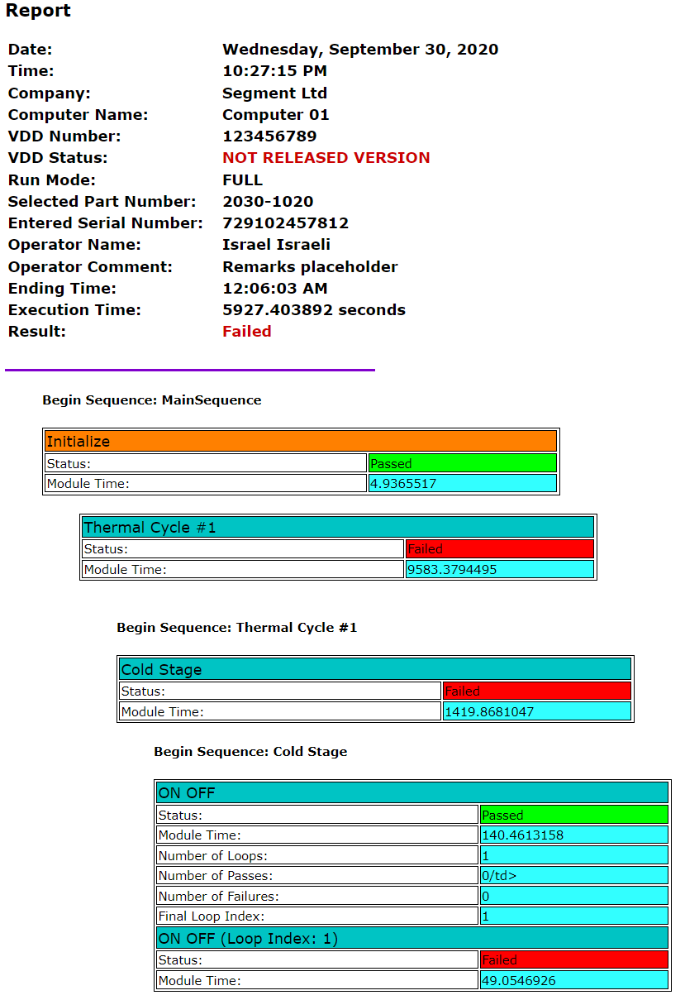 Report
Date: Wednesday, September 30, 2020
Time: 10:27:15 PM
Company: Segment Ltd
Computer Name: Computer 01
VDD Number: 123456789
VDD Status: NOT RELEASED VERSION
Run Mode: FULL
Selected Part Number: 2030-1020
Entered Serial Number: 729102457812
Operator Name: Israel Israeli
Operator Comment: Remarks placeholder
Ending Time: 12:06:03 AM
Execution Time: 5927.403892 seconds
Result: Failed
Begin Sequence: MainSequence
Initialize
Status: Passed
Module Time: 4.9365517
Thermal Cycle #1
Status: Failed
Module Time: 9583.3794495
Begin Sequence: Thermal Cycle #1
Cold Stage
Status: Failed
Module Time: 1419.8681047
Begin Sequence: Cold Stage
ON OFF
Status: Passed
Module Time: 140.4613158
Number of Loops: 1
Number of Passes: 0/td>
Number of Failures: 0
Final Loop Index: 1
ON OFF (Loop Index: 1)
Status: Failed
Module Time: 49.0546926